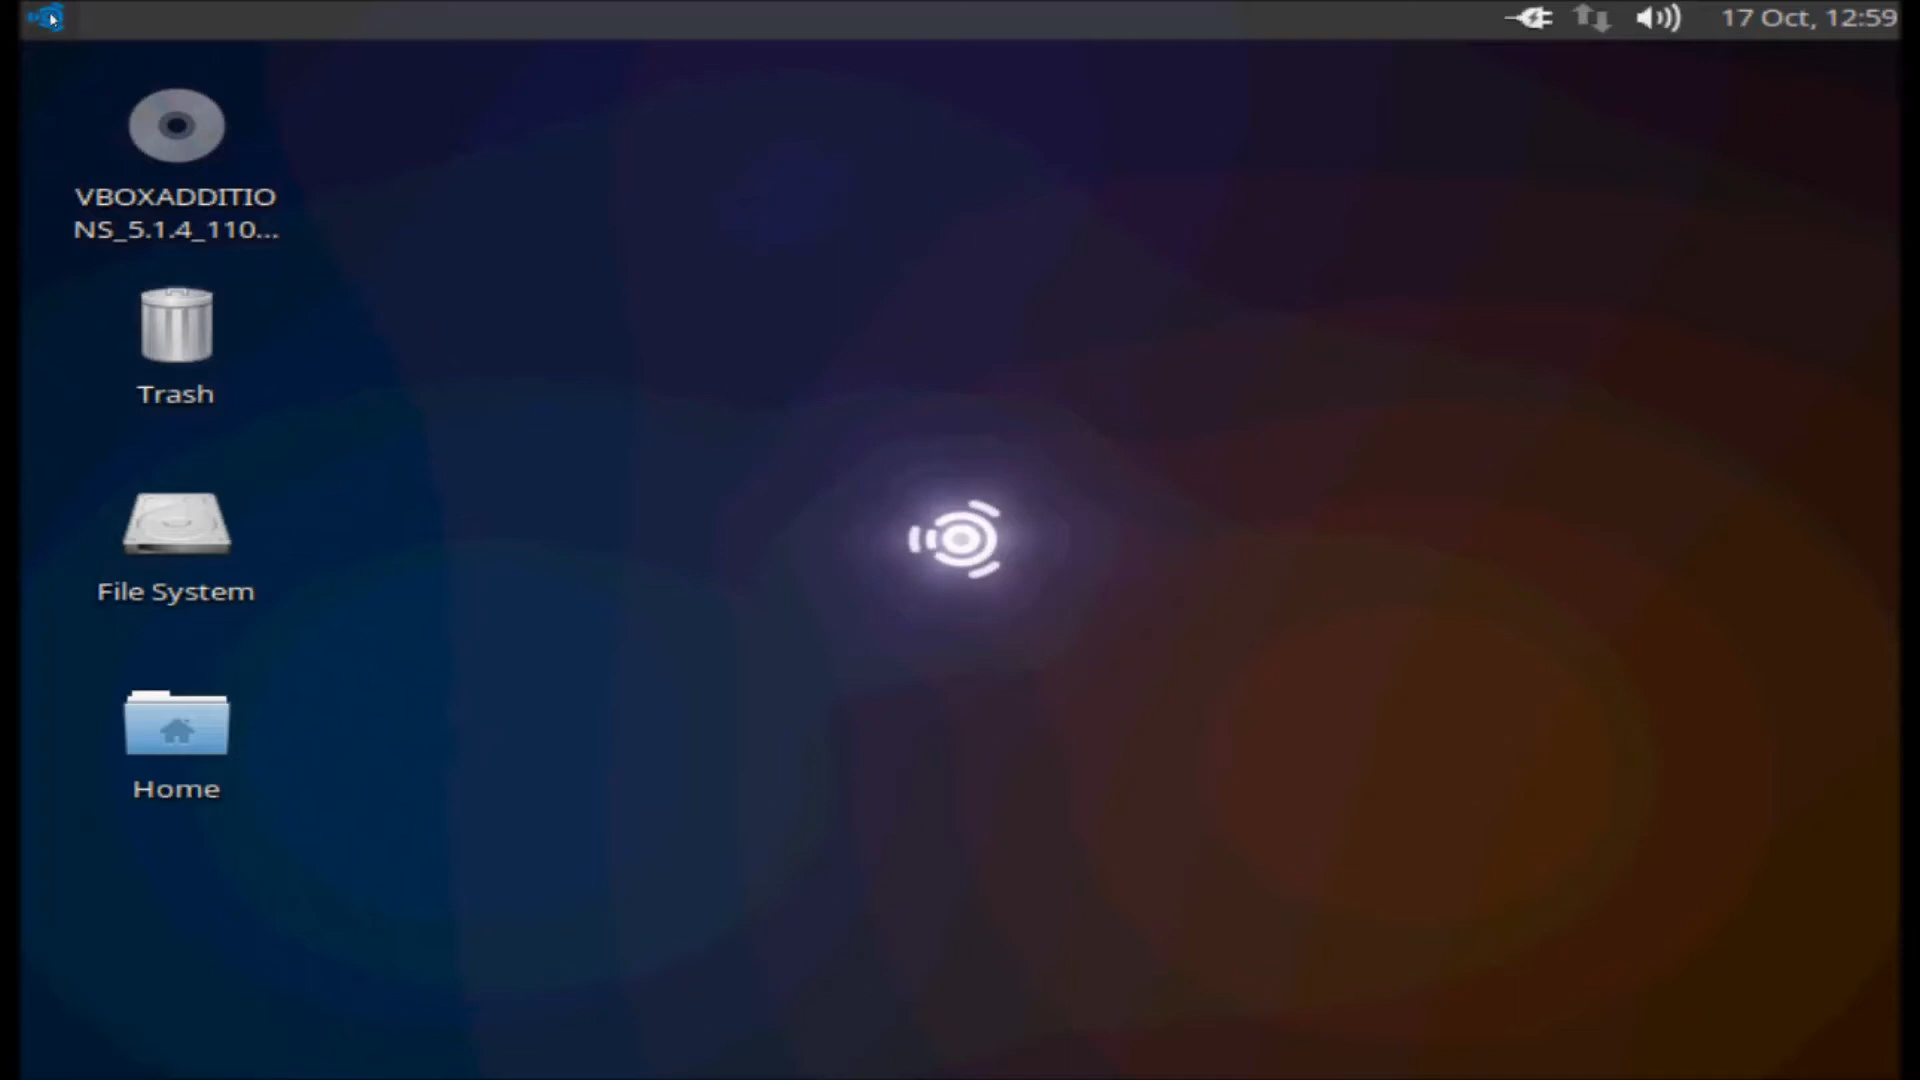 17 Oct, 12:59
VBOXADDITIO
NS_5.1.4_110...
Trash
File System
Home